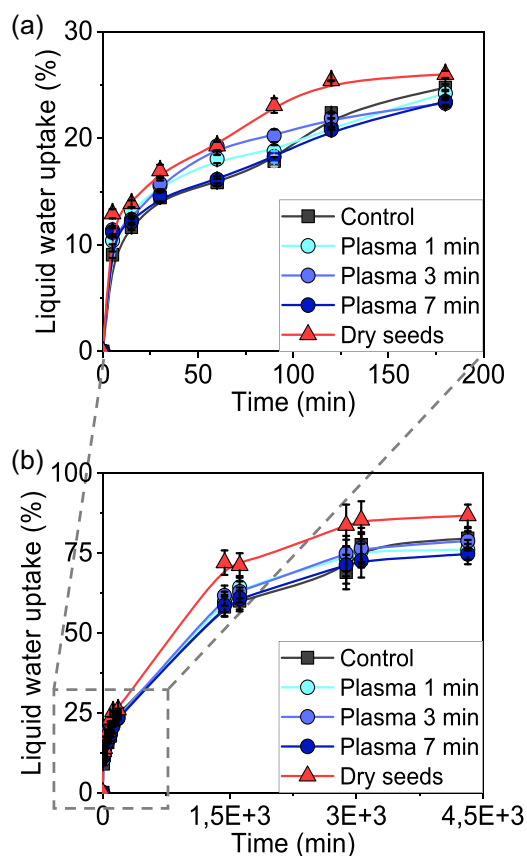 (a)
Liquid water uptake (%)
30
20
10
0
Control
Plasma 1 min
Plasma 3 min
Plasma 7 min
Dry seeds
0 50 100 150 200
Time (min)
(b)
Liquid water uptake (%)
100
75
50
25
0
Control
Plasma 1 min
Plasma 3 min
Plasma 7 min
Dry seeds
0 1,5E+3 3E+3 4,5E+3
Time (min)